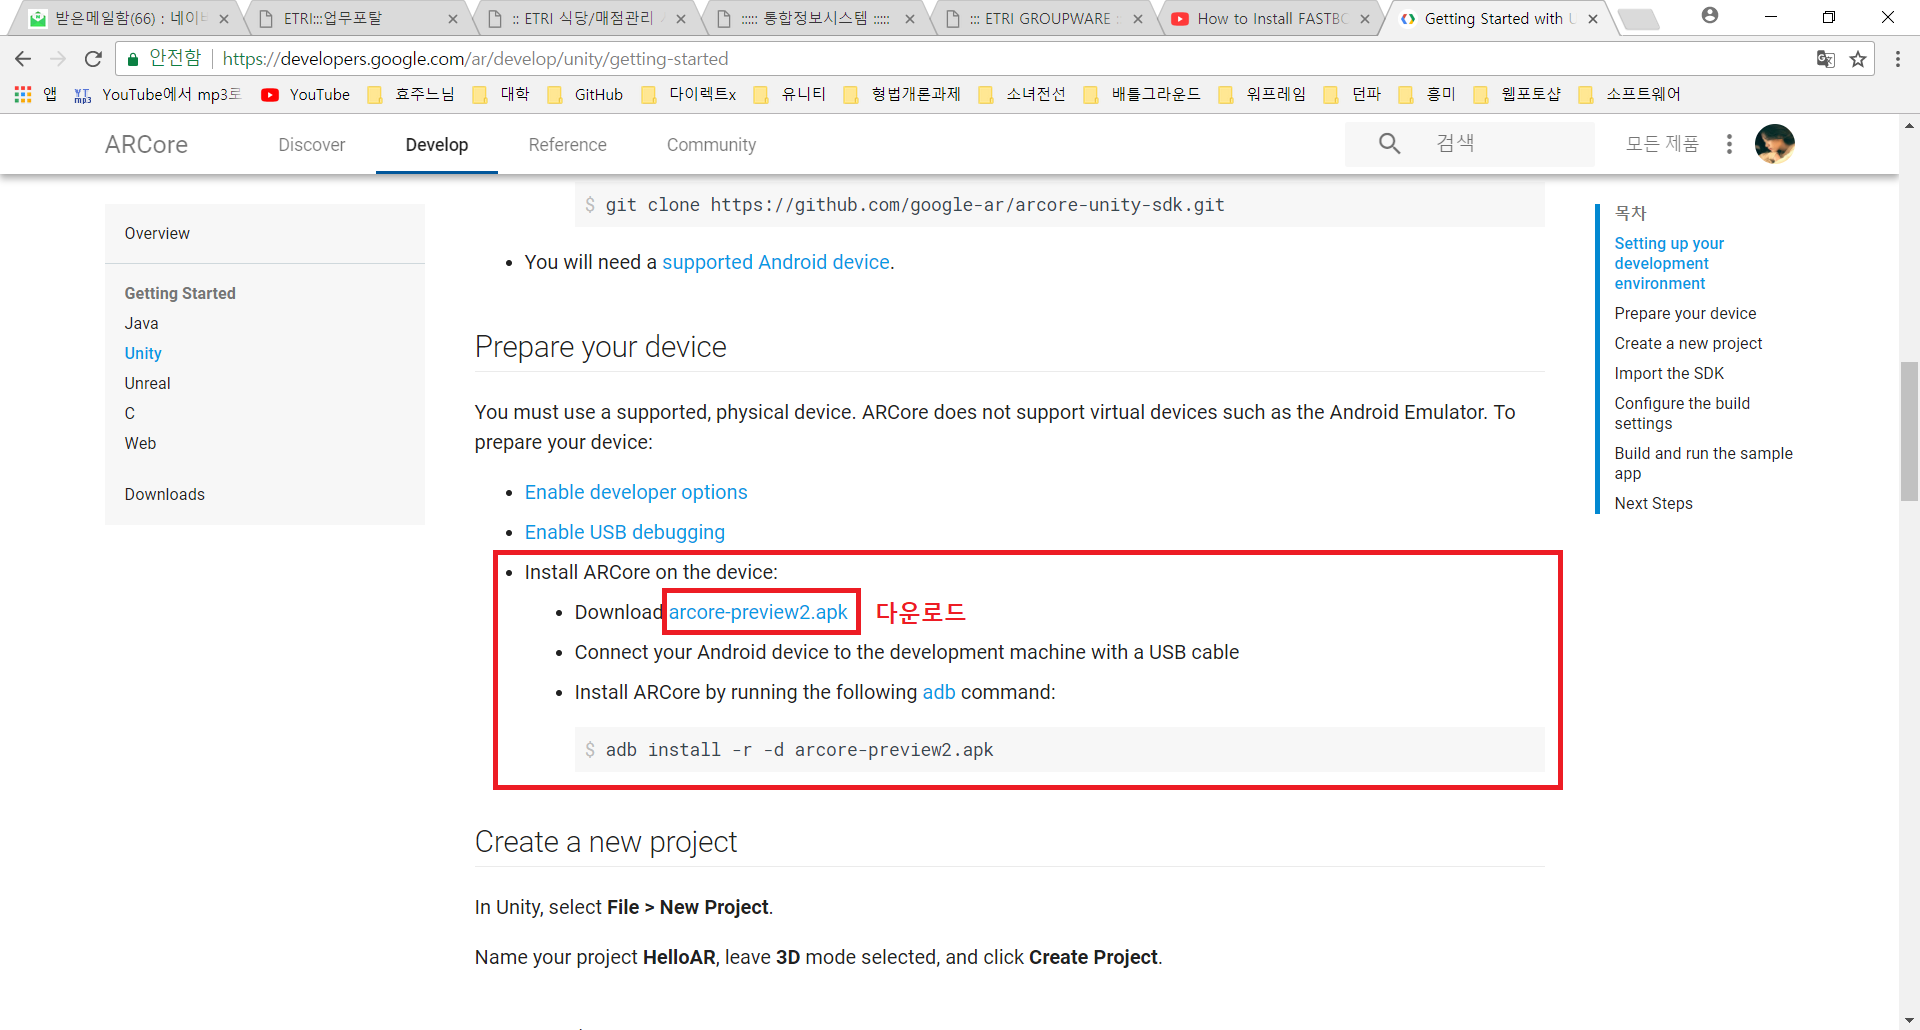 받은메일함(66) : 네이버
ETRI:::업무포탈
:: ETRI 식당/매점관리
::::: 통합정보시스템 :::::
::: ETRI GROUPWARE ::
How to Install FASTBO
Getting Started with U
안전함
https://developers.google.com/ar/develop/unity/getting-started
앱
YouTube에서 mp3로
YouTube
효주느님
대학
GitHub
다이렉트x
유니티
형법개론과제
소녀전선
배틀그라운드
워프레임
던파
흥미
웹포토샵
소프트웨어
ARCore
Discover
Develop
Reference
Community
검색
모든 제품
Overview
Getting Started
Java
Unity
Unreal
C
Web
Downloads
$ git clone https://github.com/google-ar/arcore-unity-sdk.git
• You will need a supported Android device.
Prepare your device
You must use a supported, physical device. ARCore does not support virtual devices such as the Android Emulator. To
prepare your device:
• Enable developer options
• Enable USB debugging
• Install ARCore on the device:
• Download arcore-preview2.apk 다운로드
• Connect your Android device to the development machine with a USB cable
• Install ARCore by running the following adb command:
$ adb install -r -d arcore-preview2.apk
Create a new project
In Unity, select File > New Project.
Name your project HelloAR, leave 3D mode selected, and click Create Project.
목차
Setting up your
development
environment
Prepare your device
Create a new project
Import the SDK
Configure the build
settings
Build and run the sample
app
Next Steps